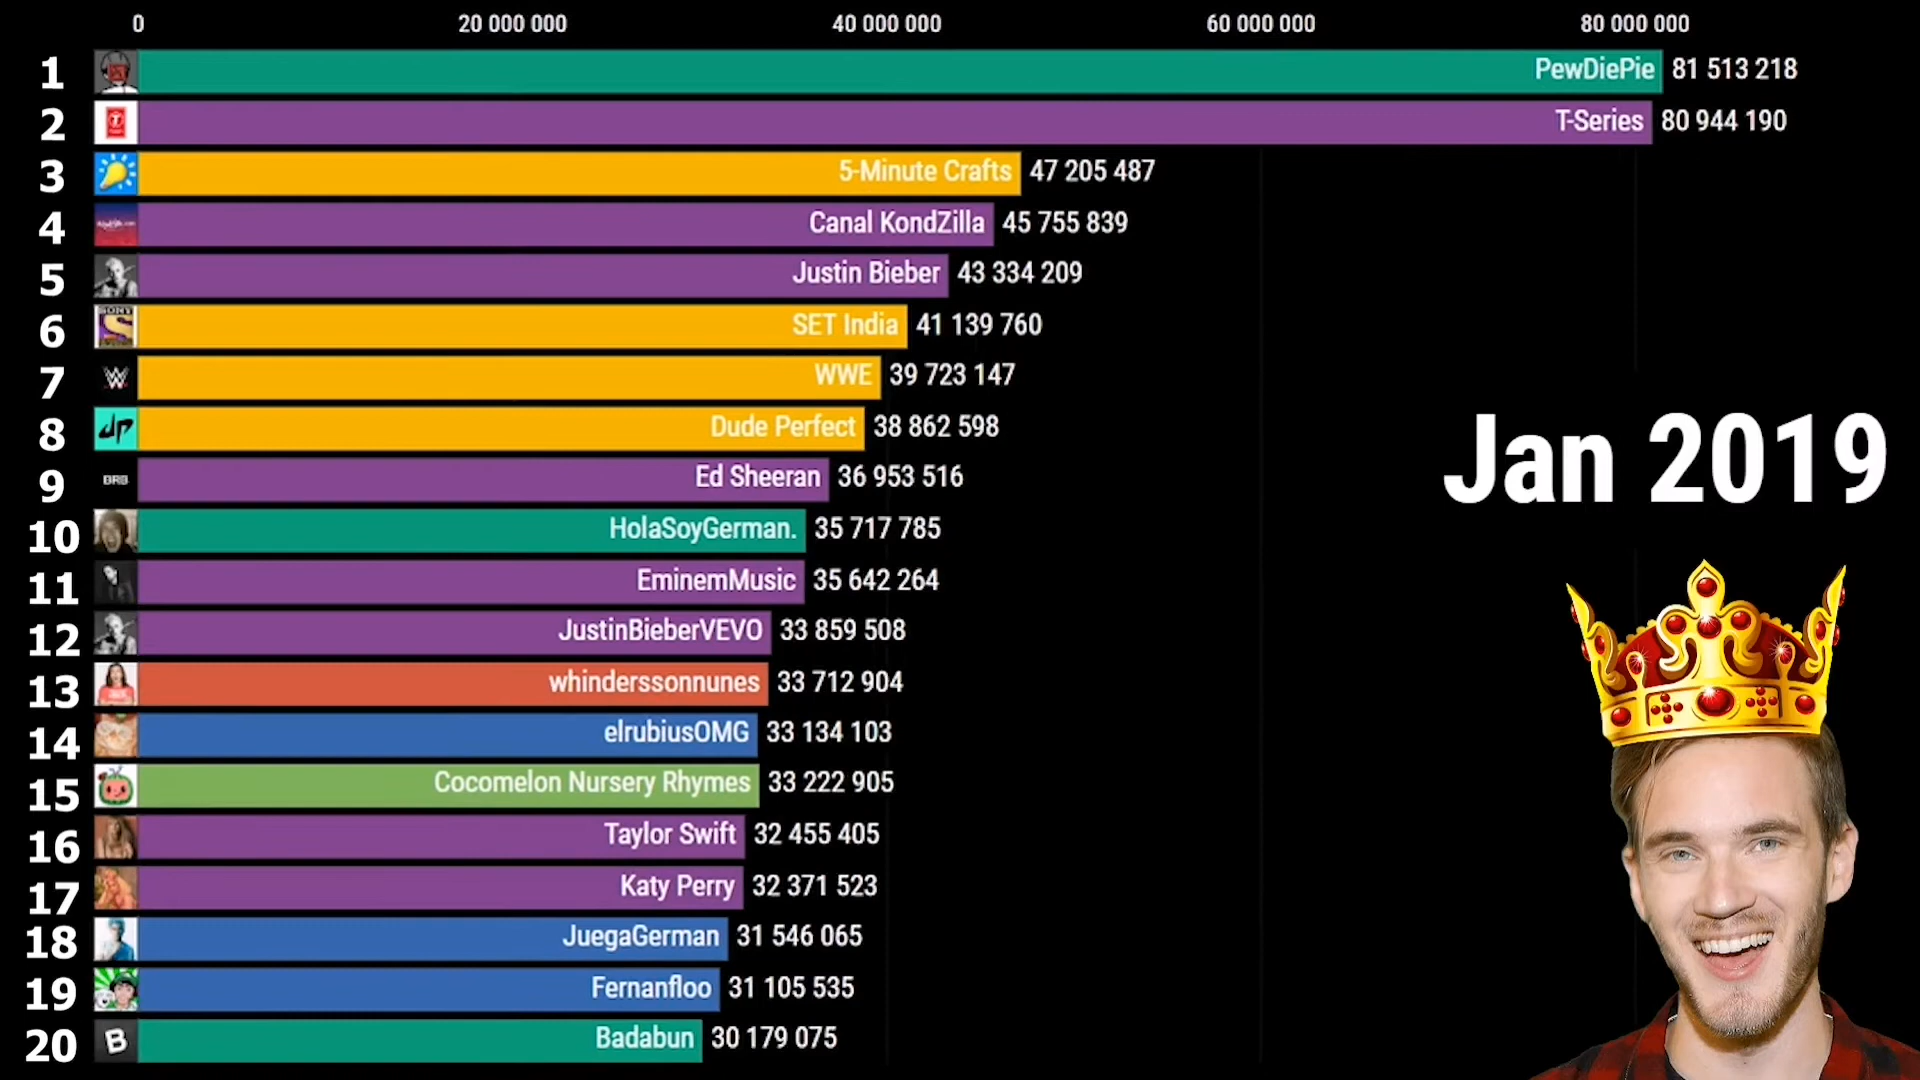 0 20 000 000 40 000 000 60 000 000 80 000 000
1 PewDiePie 81 513 218
2 T-Series 80 944 190
3 5-Minute Crafts 47 205 487
4 Canal KondZilla 45 755 839
5 Justin Bieber 43 334 209
6 SONY S SET India 41 139 760
7 W WWE 39 723 147
8 dp Dude Perfect 38 862 598
Jan 2019
9 BRB Ed Sheeran 36 953 516
10 HolaSoyGerman. 35 717 785
11 EminemMusic 35 642 264
12 JustinBieberVEVO 33 859 508
13 whinderssonnunes 33 712 904
14 elrubiusOMG 33 134 103
15 Cocomelon Nursery Rhymes 33 222 905
16 Taylor Swift 32 455 405
17 Katy Perry 32 371 523
18 JuegaGerman 31 546 065
19 Fernanfloo 31 105 535
20 B Badabun 30 179 075